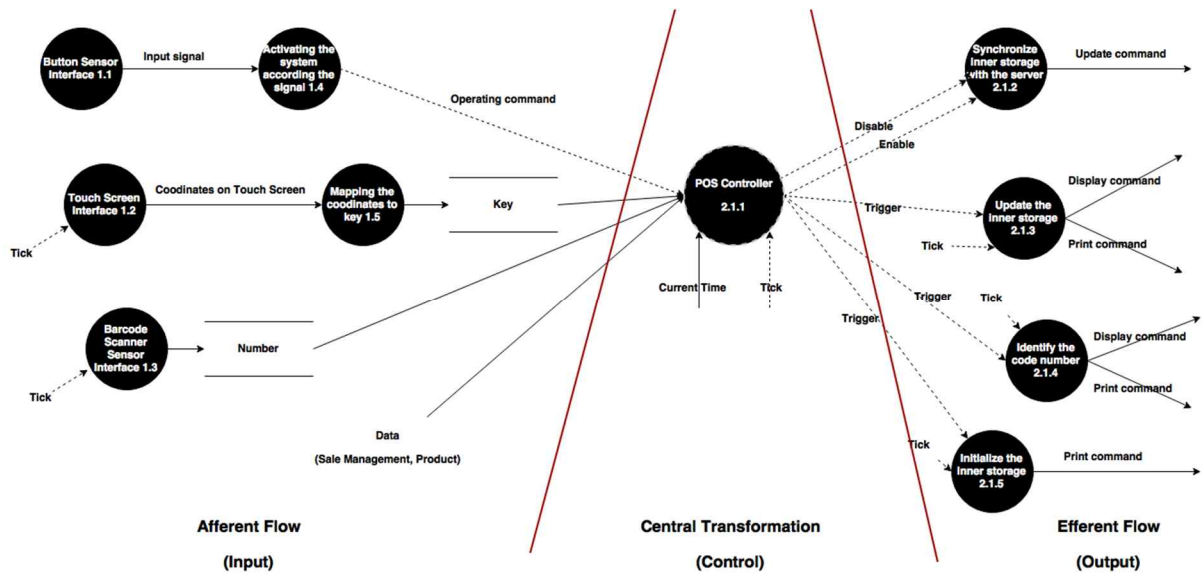 Button Sensor
Interface 1.1
Input signal
Activating the
system
according the
signal 1.4
Operating command
Touch Screen
Interface 1.2
Coodinates on Touch Screen
Mapping the
coodinates to
key 1.5
Key
Tick
Barcode
Scanner
Sensor
Interface 1.3
Number
Tick
Data
(Sale Management, Product)
POS Controller
2.1.1
Current Time
Tick
Disable
Enable
Trigger
Trigger
Trigger
Synchronize
inner storage
with the server
2.1.2
Update command
Update the
inner storage
2.1.3
Tick
Display command
Print command
Tick
Identify the
code number
2.1.4
Display command
Print command
Tick
Initialize the
inner storage
2.1.5
Print command
Afferent Flow
(Input)
Central Transformation
(Control)
Efferent Flow
(Output)